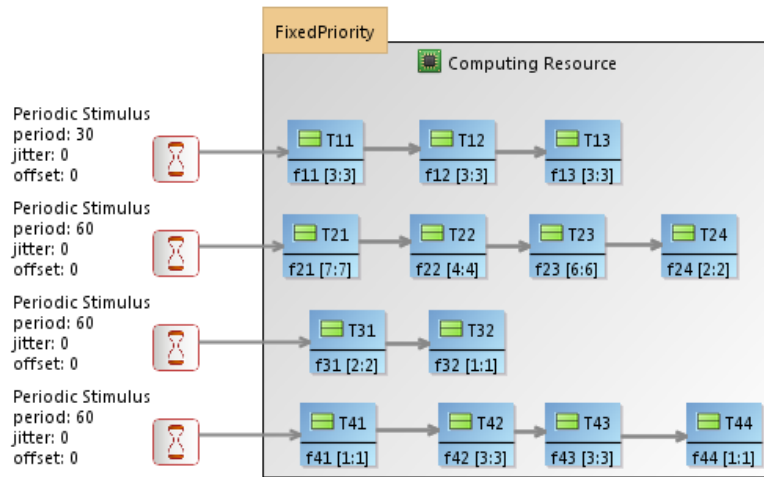 FixedPriority
Computing Resource
Periodic Stimulus
period: 30
jitter: 0
offset: 0
T11
T12
T13
f11 [3:3]
f12 [3:3]
f13 [3:3]
Periodic Stimulus
period: 60
jitter: 0
offset: 0
T21
T22
T23
T24
f21 [7:7]
f22 [4:4]
f23 [6:6]
f24 [2:2]
Periodic Stimulus
period: 60
jitter: 0
offset: 0
T31
T32
f31 [2:2]
f32 [1:1]
Periodic Stimulus
period: 60
jitter: 0
offset: 0
T41
T42
T43
T44
f41 [1:1]
f42 [3:3]
f43 [3:3]
f44 [1:1]